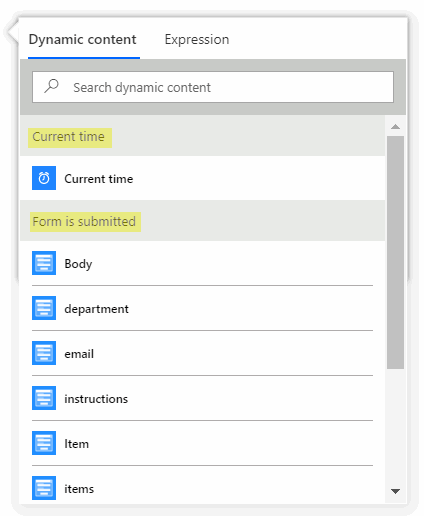 Dynamic content Expression
Search dynamic content
Current time
Current time
Form is submitted
Body
department
email
instructions
Item
items